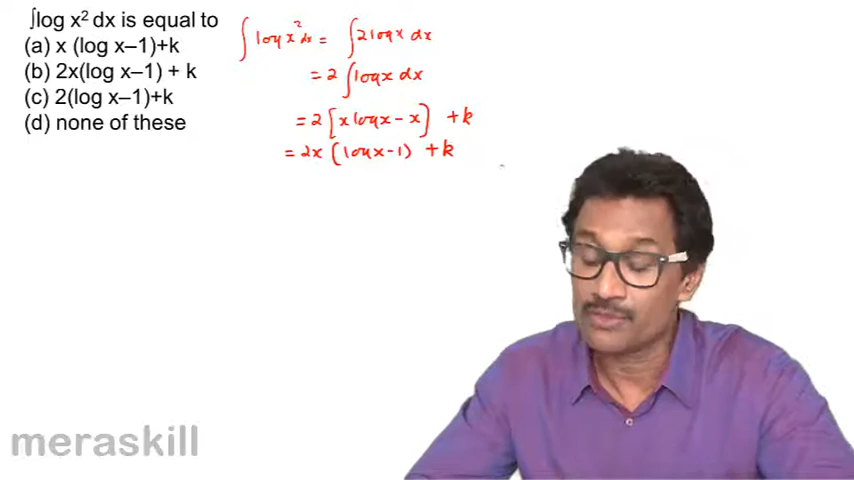 ∫log x² dx is equal to
(a) x (log x–1)+k
(b) 2x(log x–1) + k
(c) 2(log x–1)+k
(d) none of these
∫ log x² dx = ∫ 2 log x dx
= 2 ∫ log x dx
= 2 [x log x – x] + k
= 2x (log x – 1) + k
meraskill